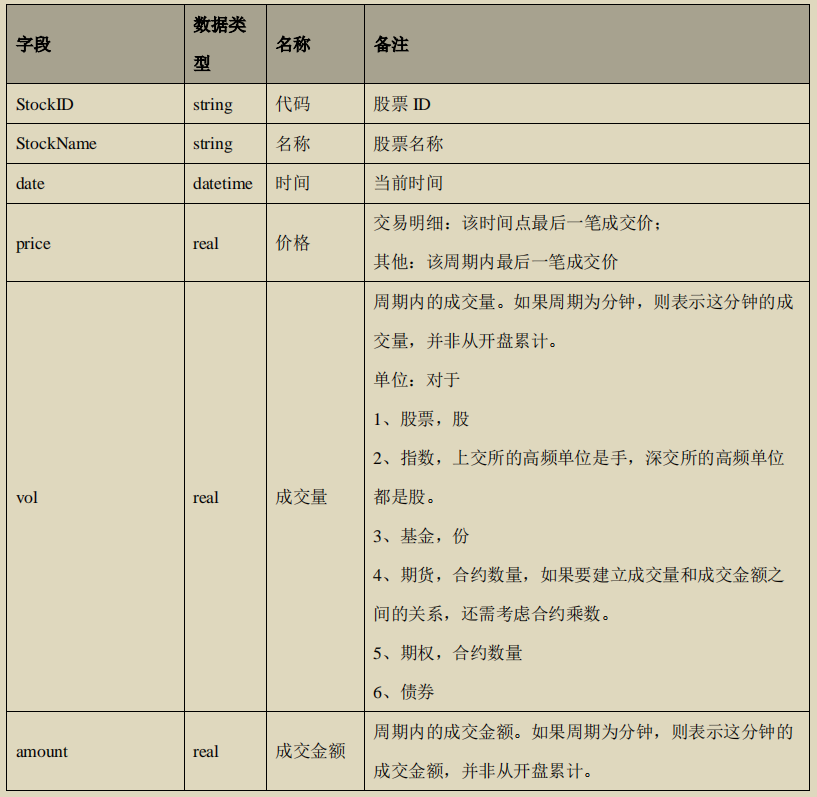 字段 数据类型 名称 备注
StockID string 代码 股票 ID
StockName string 名称 股票名称
date datetime 时间 当前时间
price real 价格 交易明细：该时间点最后一笔成交价；
其他：该周期内最后一笔成交价
vol real 成交量 周期内的成交量。如果周期为分钟，则表示这分钟的成
交量，并非从开盘累计。
单位：对于
1、股票，股
2、指数，上交所的高频单位是手，深交所的高频单位
都是股。
3、基金，份
4、期货，合约数量，如果要建立成交量和成交金额之
间的关系，还需考虑合约乘数。
5、期权，合约数量
6、债券
amount real 成交金额 周期内的成交金额。如果周期为分钟，则表示这分钟的
成交金额，并非从开盘累计。